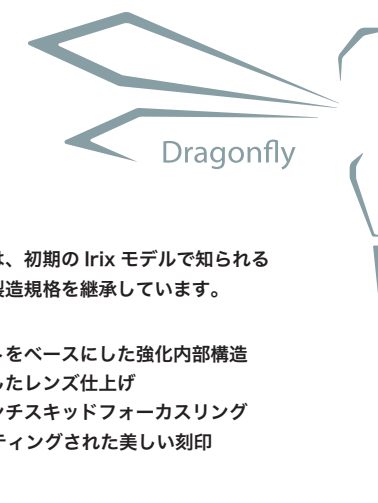 Dragonfly
は、初期の Irix モデルで知られる
製造規格を継承しています。
をベースにした強化内部構造
したレンズ仕上げ
ンチスキッドフォーカスリング
ティングされた美しい刻印